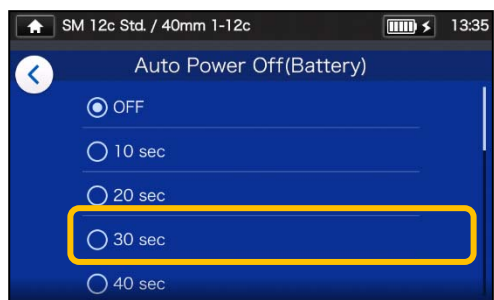 SM 12c Std. / 40mm 1-12c
13:35
Auto Power Off(Battery)
OFF
10 sec
20 sec
30 sec
40 sec